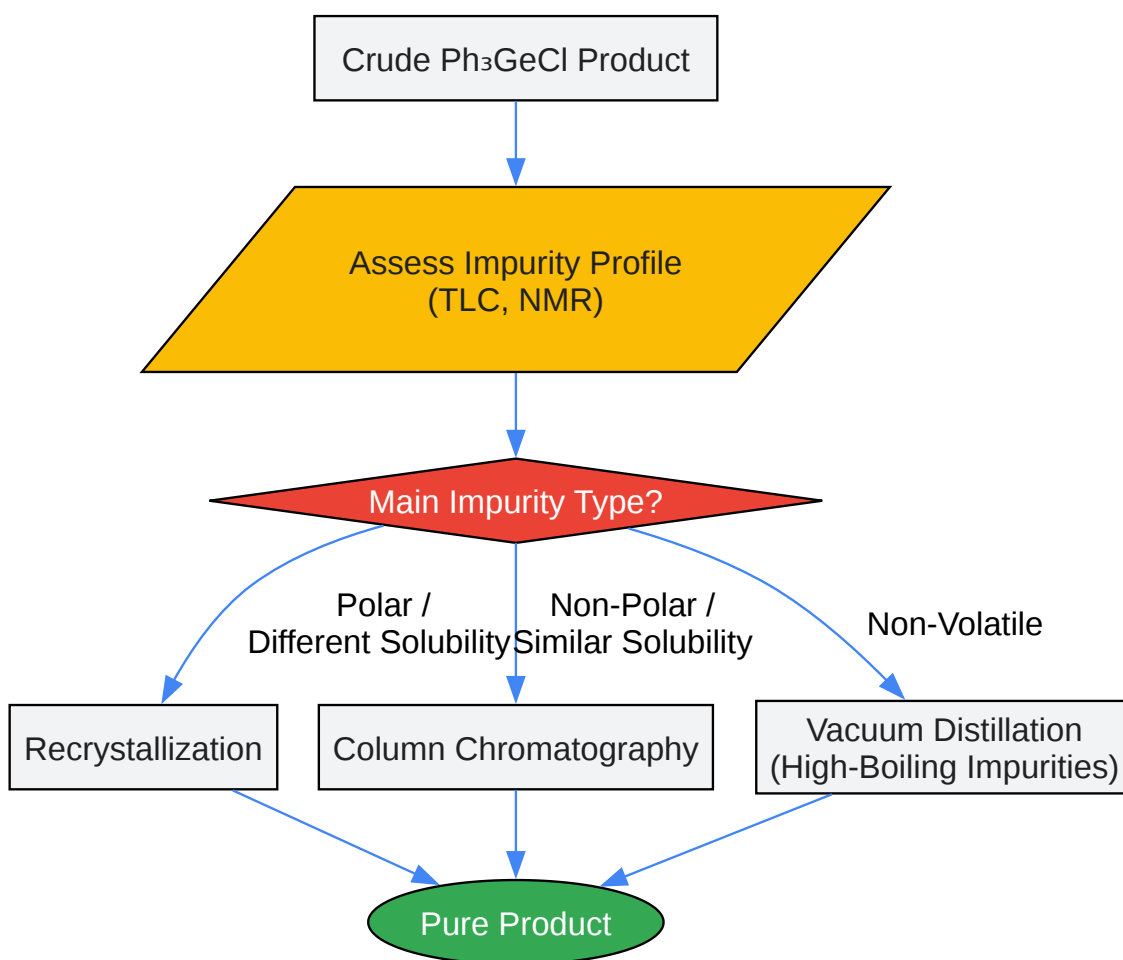 Crude Ph₃GeCl Product
Assess Impurity Profile
(TLC, NMR)
Main Impurity Type?
Polar /
Different Solubility
Non-Polar /
Similar Solubility
Non-Volatile
Recrystallization
Column Chromatography
Vacuum Distillation
(High-Boiling Impurities)
Pure Product